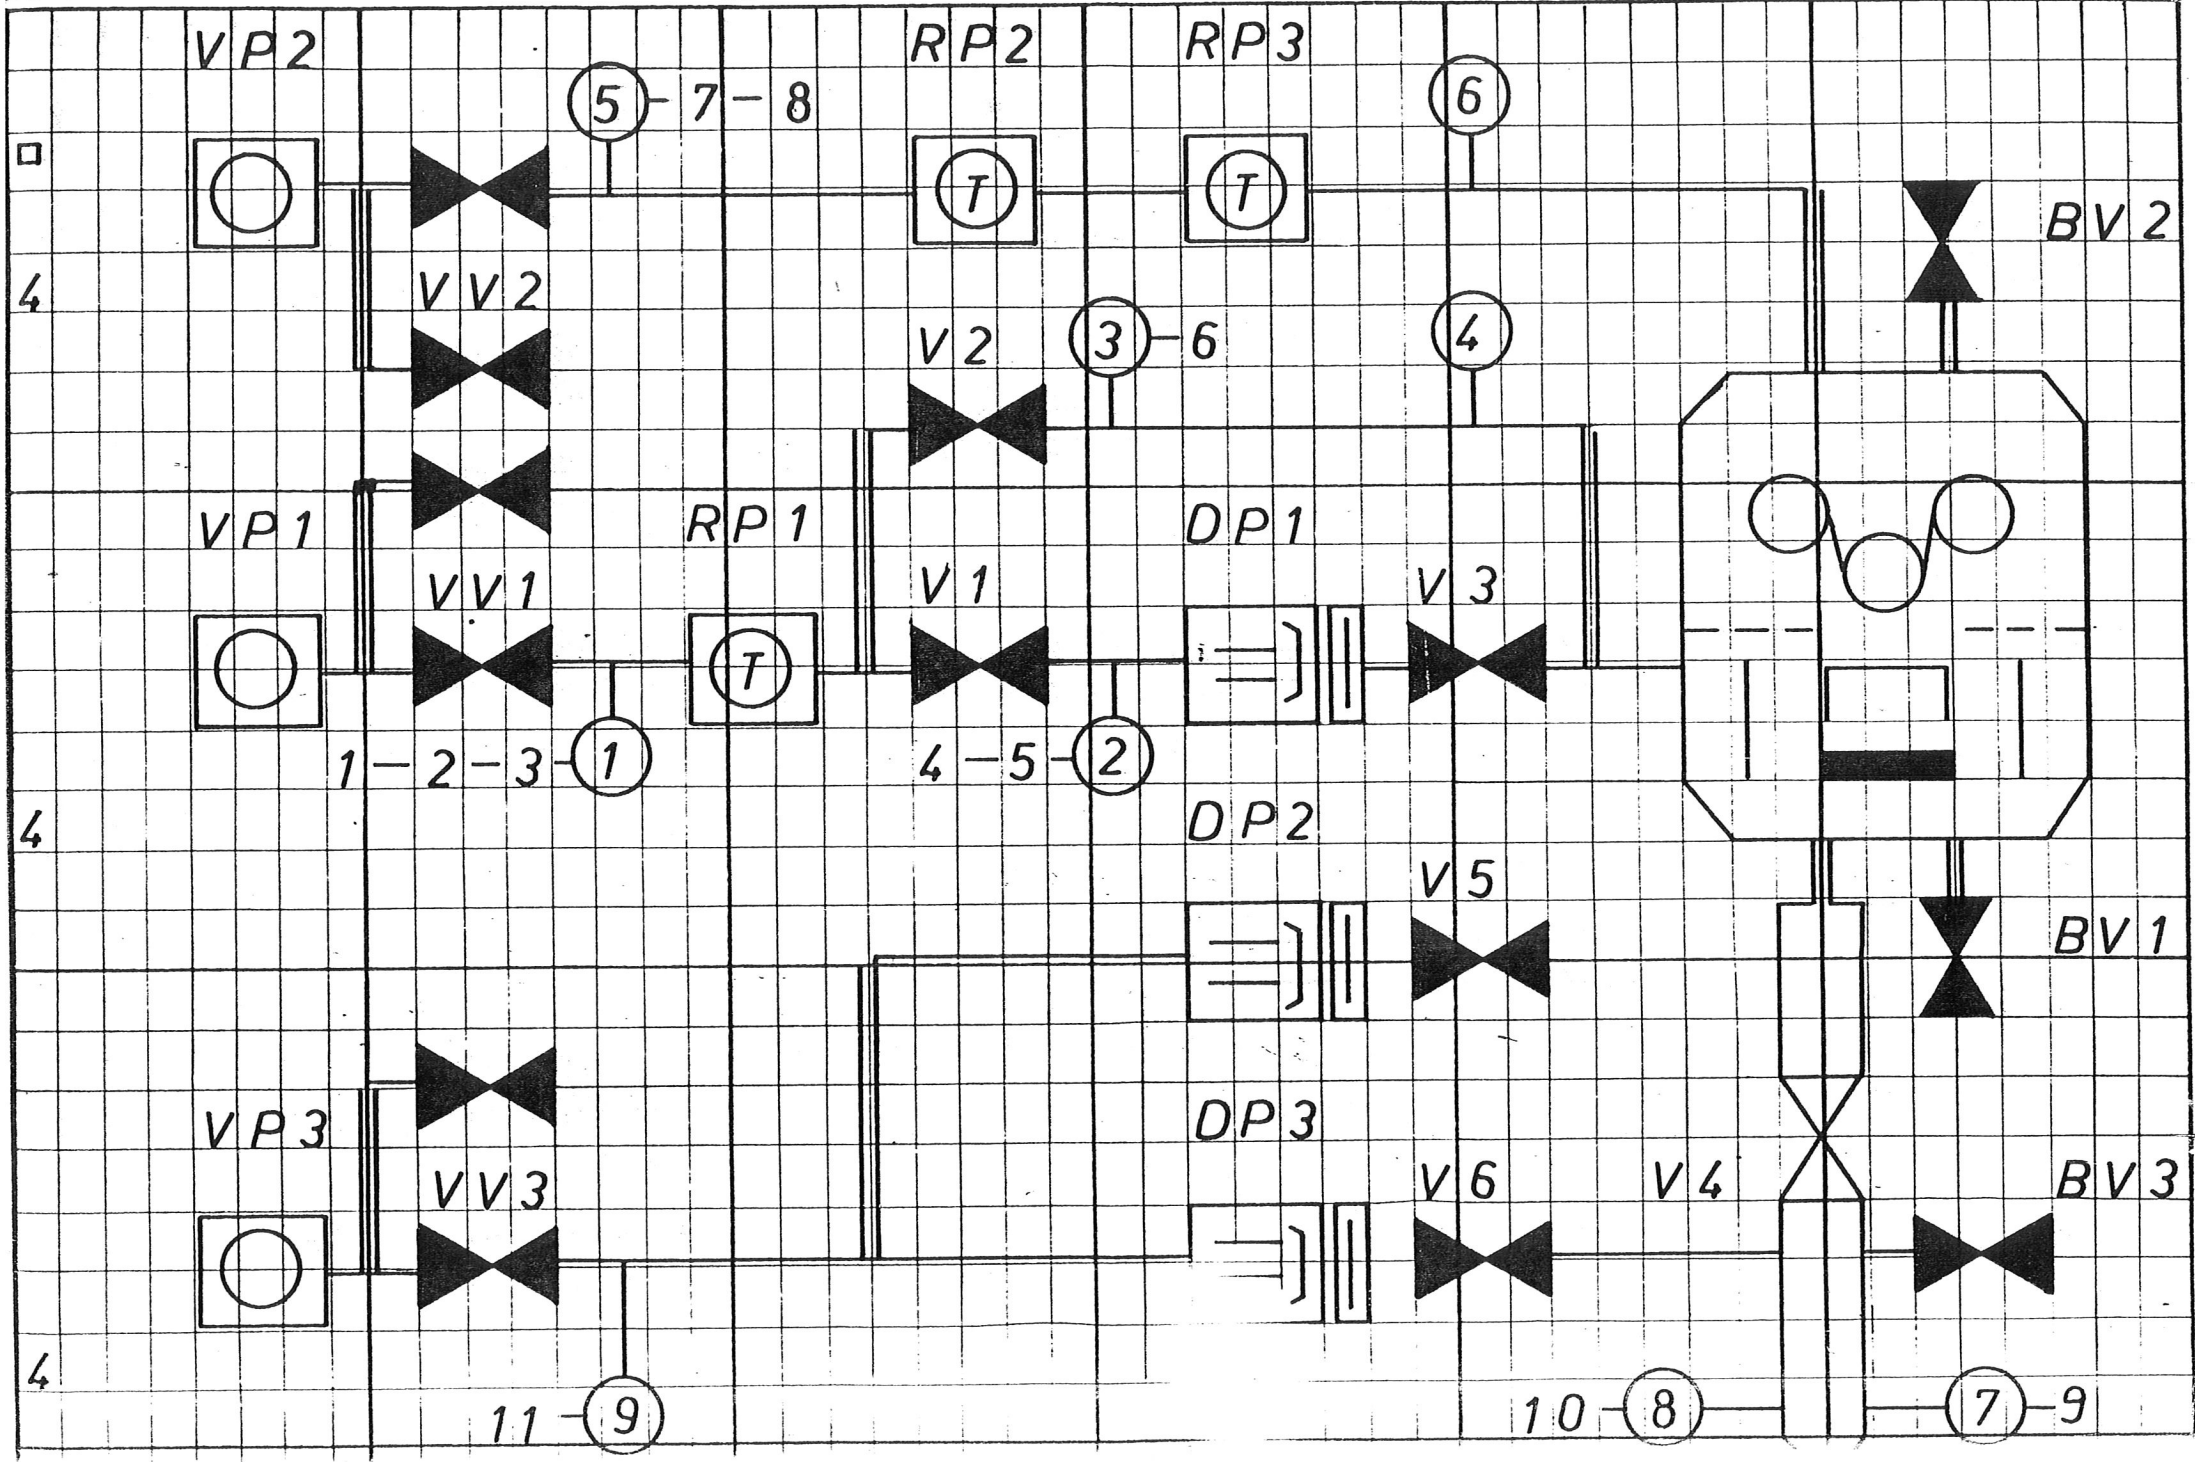 VP2 RP2 RP3
5 - 7 - 8 6
T T BV2
4 VV2
V2 3 - 6 4
VP1 RP1 DP1
VV1 V1 V3
T
1 - 2 - 3 - 1 4 - 5 - 2
4 DP2
V5
BV1
VP3 DP3
VV3 V6 V4 BV3
4
11 - 9 10 - 8 7 - 9